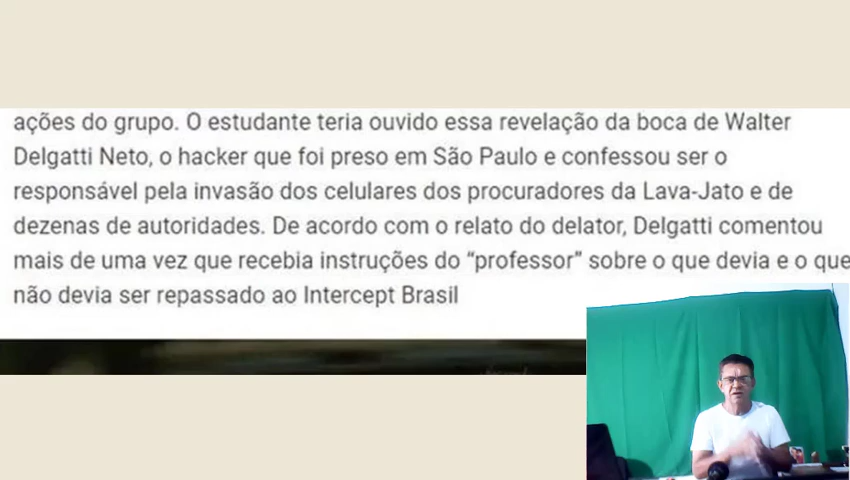 ações do grupo. O estudante teria ouvido essa revelação da boca de Walter
Delgatti Neto, o hacker que foi preso em São Paulo e confessou ser o
responsável pela invasão dos celulares dos procuradores da Lava-Jato e de
dezenas de autoridades. De acordo com o relato do delator, Delgatti comentou
mais de uma vez que recebia instruções do “professor” sobre o que devia e o que
não devia ser repassado ao Intercept Brasil